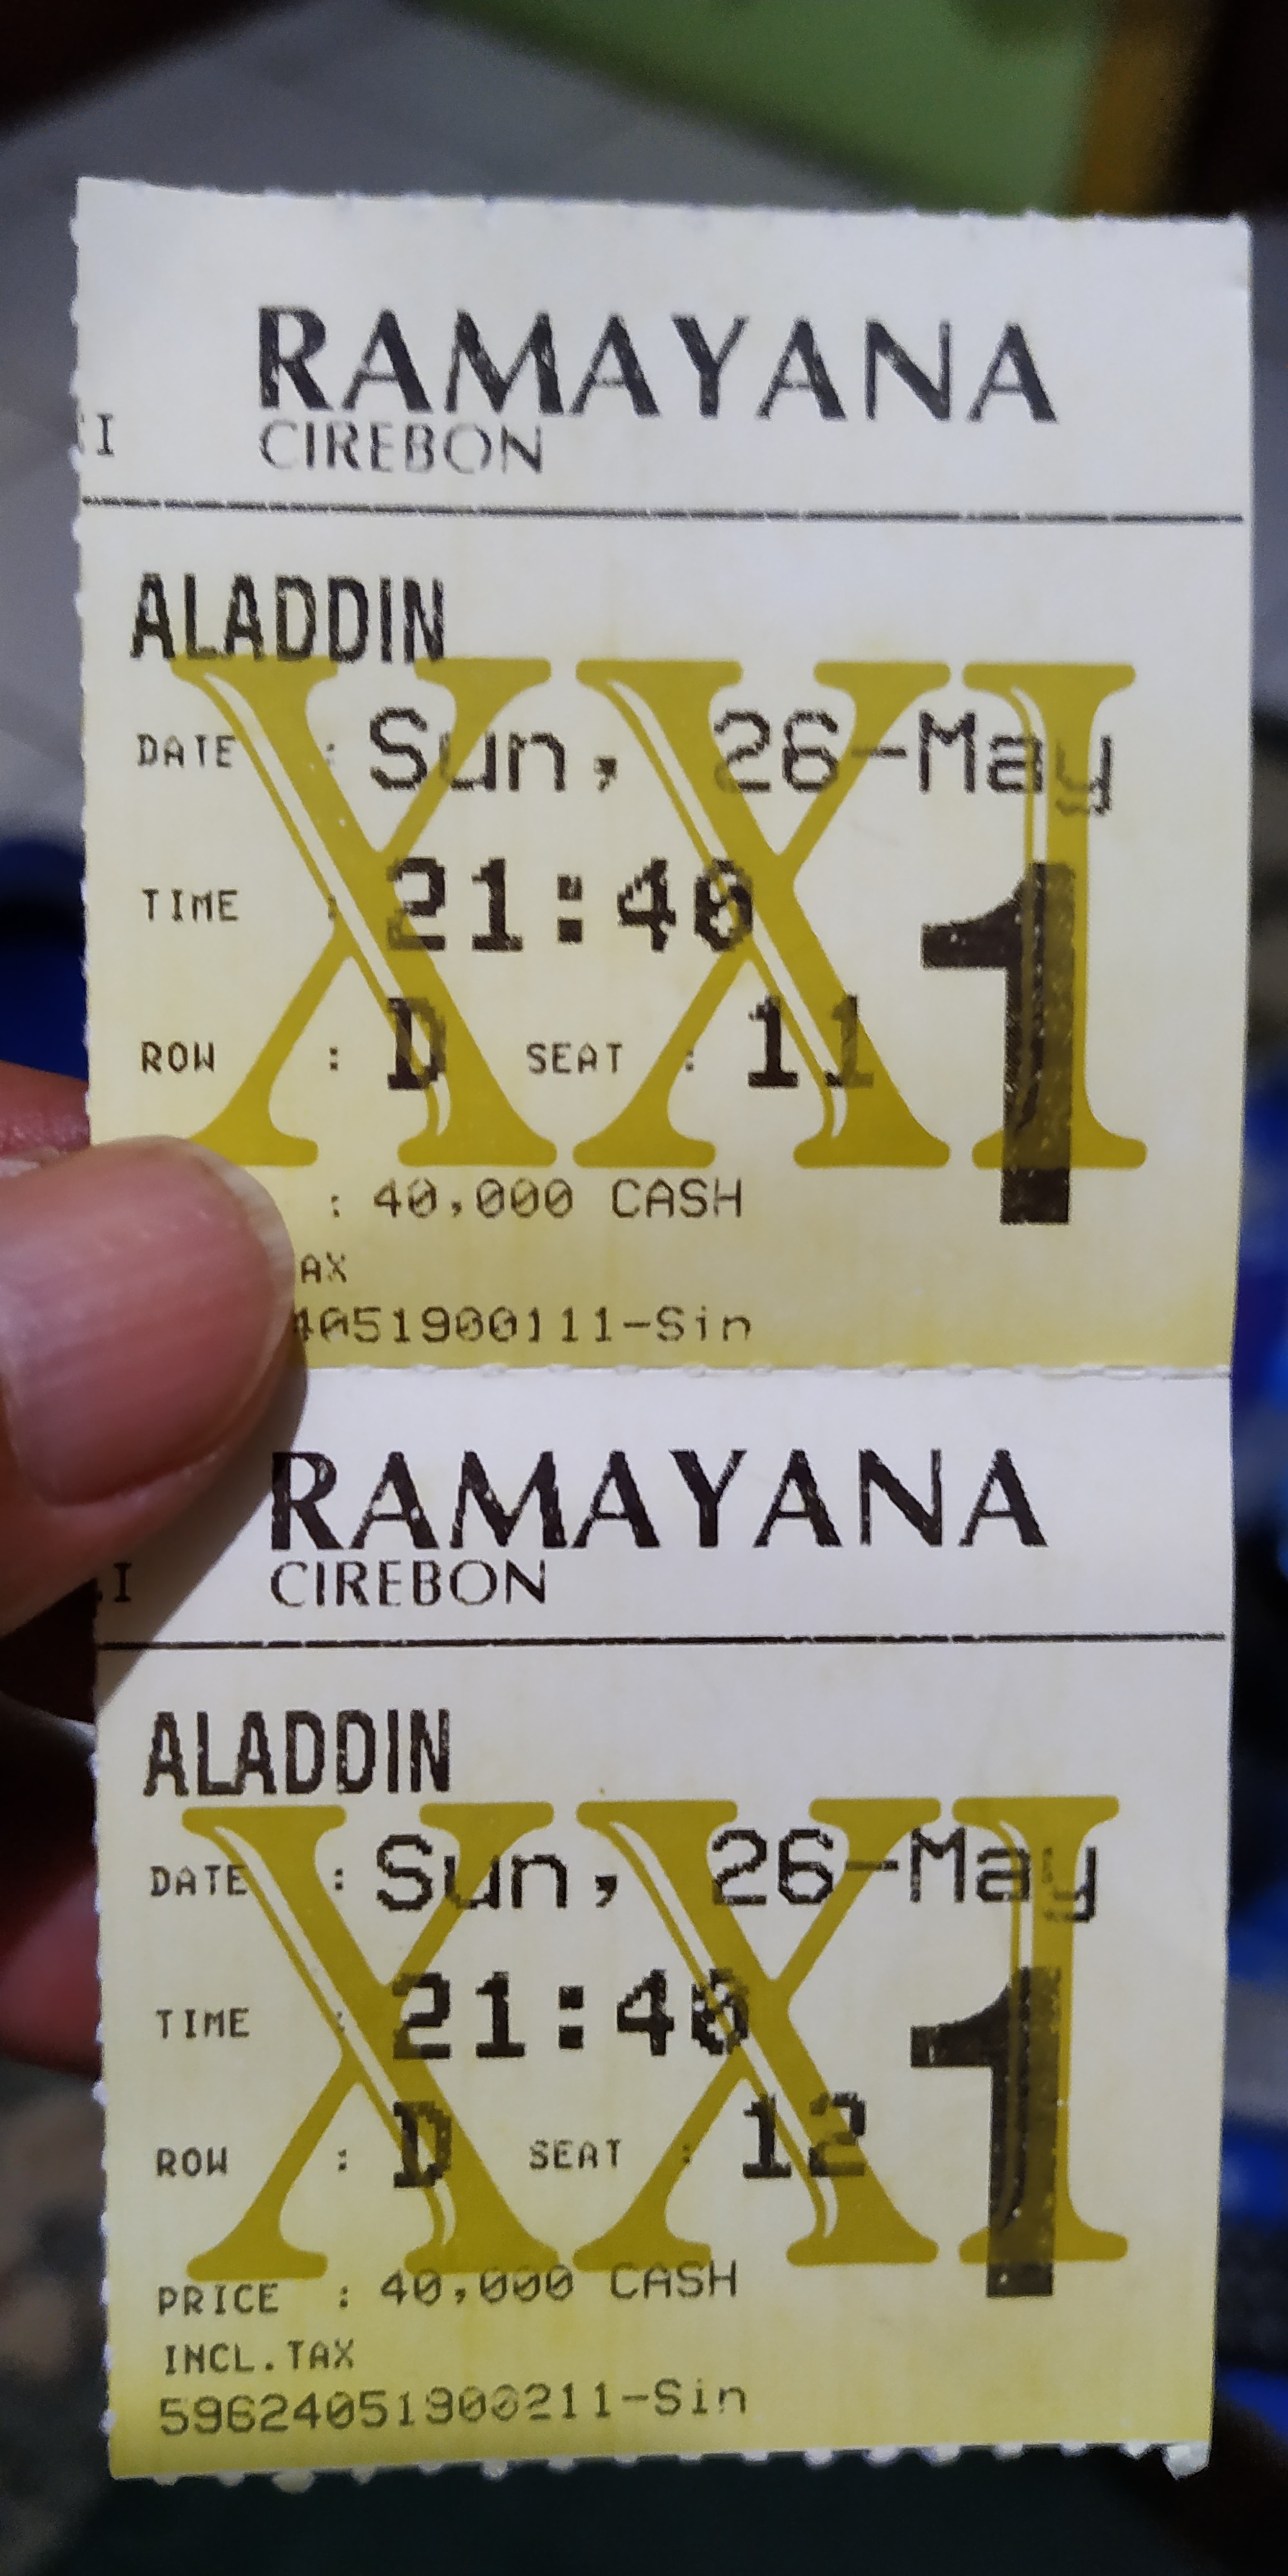 RAMAYANA
I CIREBON
ALADDIN
DATE : Sun, 26-May
TIME : 21:40
ROW : D SEAT : 11
1
: 40,000 CASH
AX
4051900111-Sin
RAMAYANA
I CIREBON
ALADDIN
DATE : Sun, 26-May
TIME : 21:40
ROW : D SEAT : 12
1
PRICE : 40,000 CASH
INCL.TAX
59624051900211-Sin
XXI
XXI